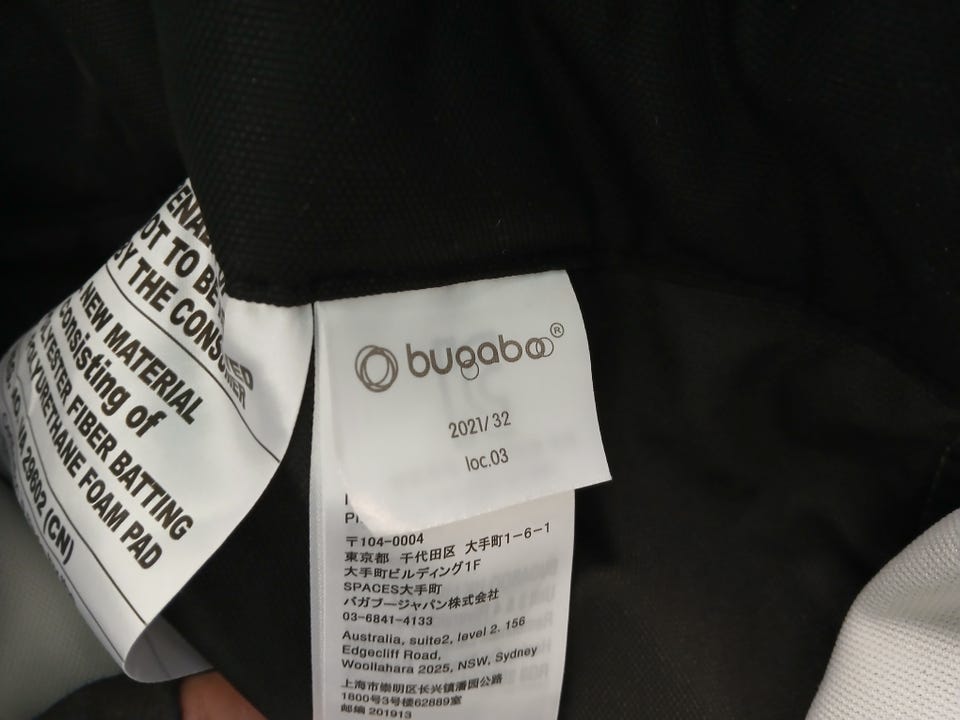 OT TO BE
BY THE CONSUMER
NEW MATERIAL
Consisting of
POLYESTER FIBER BATTING
POLYURETHANE FOAM PAD
29802 (CN)
bugaboo®
2021/32
loc.03
〒104-0004
東京都 千代田区 大手町1-6-1
大手町ビルディング1F
SPACES大手町
バガブージャパン株式会社
03-6841-4133
Australia, suite2, level 2. 156
Edgecliff Road,
Woollahara 2025, NSW, Sydney
上海市崇明区长兴镇潘园公路
1800号3号楼62889室
邮编 201913